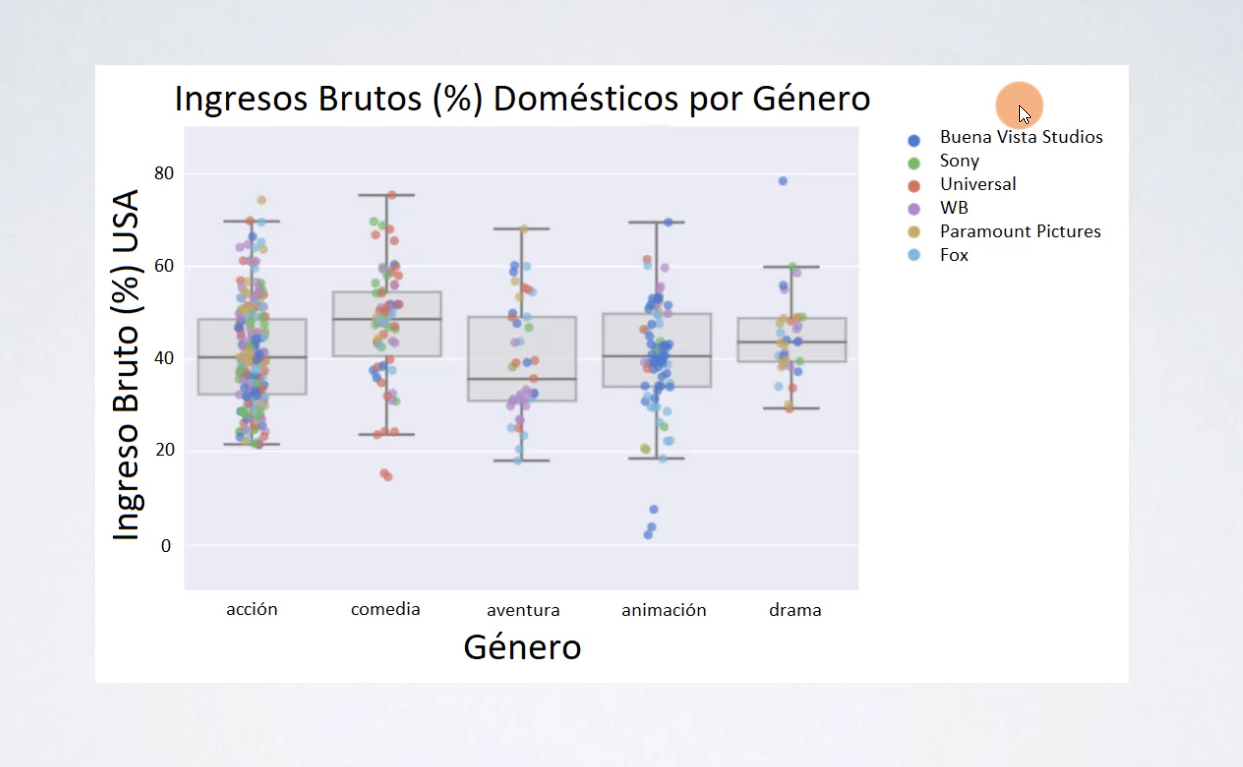 Ingresos Brutos (%) Domésticos por Género
Buena Vista Studios
Sony
Universal
WB
Paramount Pictures
Fox
Ingreso Bruto (%) USA
80
60
40
20
0
acción
comedia
aventura
animación
drama
Género